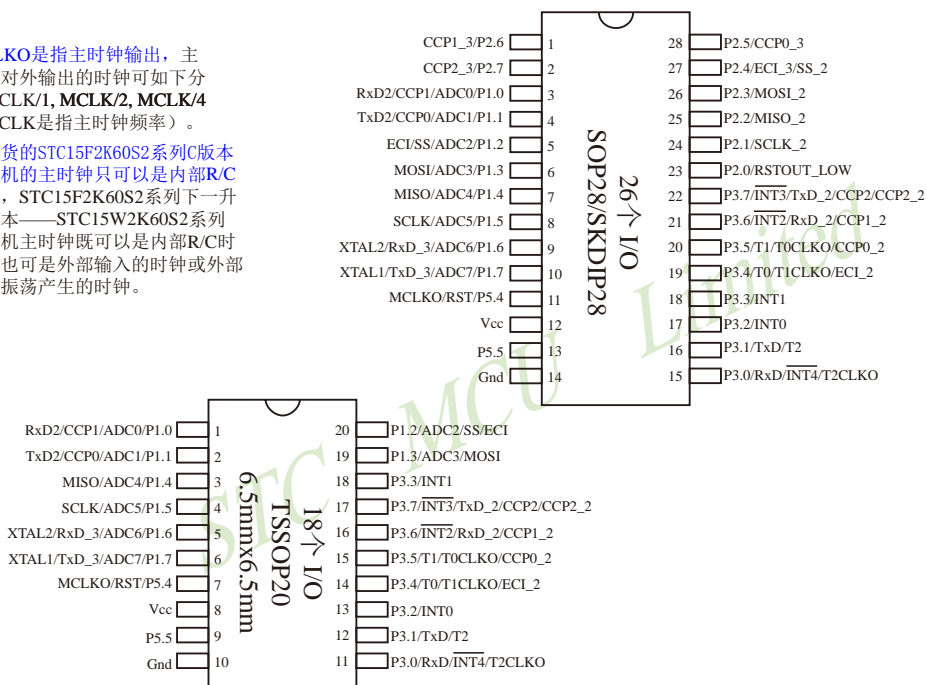 LKO是指主时钟输出，主
对外输出的时钟可如下分
CLK/1, MCLK/2, MCLK/4
CLK是指主时钟频率）。
货的STC15F2K60S2系列C版本
机的主时钟只可以是内部R/C
，STC15F2K60S2系列下一升
本——STC15W2K60S2系列
机主时钟既可以是内部R/C时
也可是外部输入的时钟或外部
振荡产生的时钟。
CCP1_3/P2.6 1
CCP2_3/P2.7 2
RxD2/CCP1/ADC0/P1.0 3
TxD2/CCP0/ADC1/P1.1 4
ECI/SS/ADC2/P1.2 5
MOSI/ADC3/P1.3 6
MISO/ADC4/P1.4 7
SCLK/ADC5/P1.5 8
XTAL2/RxD_3/ADC6/P1.6 9
XTAL1/TxD_3/ADC7/P1.7 10
MCLKO/RST/P5.4 11
Vcc 12
P5.5 13
Gnd 14
26个 I/O
SOP28/SKDIP28
28 P2.5/CCP0_3
27 P2.4/ECI_3/SS_2
26 P2.3/MOSI_2
25 P2.2/MISO_2
24 P2.1/SCLK_2
23 P2.0/RSTOUT_LOW
22 P3.7/INT3/TxD_2/CCP2/CCP2_2
21 P3.6/INT2/RxD_2/CCP1_2
20 P3.5/T1/T0CLKO/CCP0_2
19 P3.4/T0/T1CLKO/ECI_2
18 P3.3/INT1
17 P3.2/INT0
16 P3.1/TxD/T2
15 P3.0/RxD/INT4/T2CLKO
RxD2/CCP1/ADC0/P1.0 1
TxD2/CCP0/ADC1/P1.1 2
MISO/ADC4/P1.4 3
SCLK/ADC5/P1.5 4
XTAL2/RxD_3/ADC6/P1.6 5
XTAL1/TxD_3/ADC7/P1.7 6
MCLKO/RST/P5.4 7
Vcc 8
P5.5 9
Gnd 10
18个 I/O
TSSOP20
6.5mmx6.5mm
20 P1.2/ADC2/SS/ECI
19 P1.3/ADC3/MOSI
18 P3.3/INT1
17 P3.7/INT3/TxD_2/CCP2/CCP2_2
16 P3.6/INT2/RxD_2/CCP1_2
15 P3.5/T1/T0CLKO/CCP0_2
14 P3.4/T0/T1CLKO/ECI_2
13 P3.2/INT0
12 P3.1/TxD/T2
11 P3.0/RxD/INT4/T2CLKO
STC MCU Limited